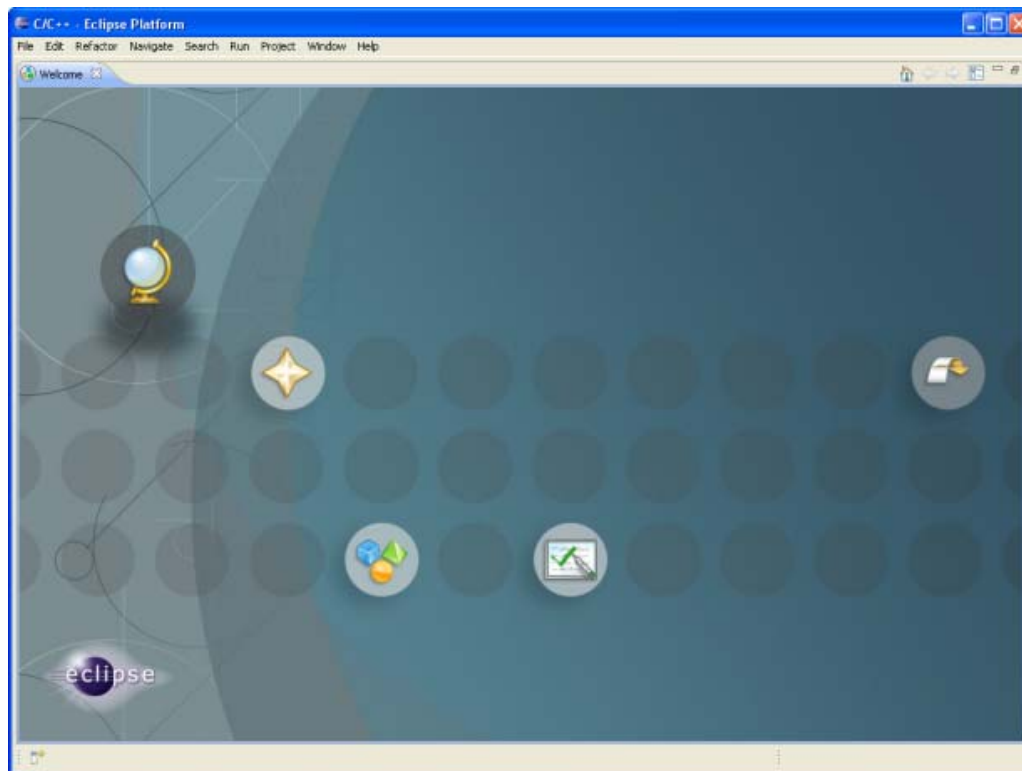 C/C++ - Eclipse Platform
File Edit Refactor Navigate Search Run Project Window Help
Welcome
eclipse